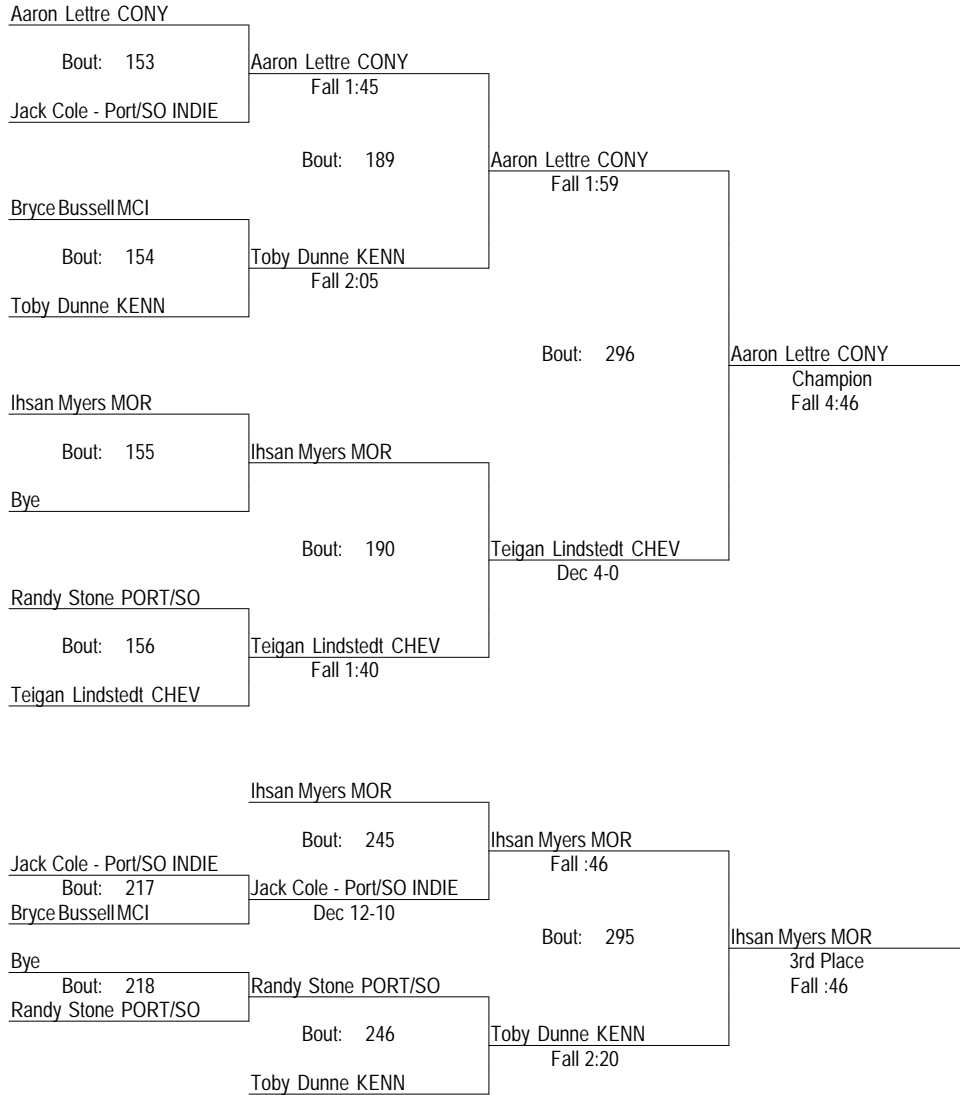 Aaron Lettre CONY
Bout: 153
Aaron Lettre CONY
Fall 1:45
Jack Cole - Port/SO INDIE
Bout: 189
Aaron Lettre CONY
Fall 1:59
Bryce Bussell MCI
Bout: 154
Toby Dunne KENN
Fall 2:05
Toby Dunne KENN
Bout: 296
Aaron Lettre CONY
Champion
Fall 4:46
Ihsan Myers MOR
Bout: 155
Ihsan Myers MOR
Bye
Bout: 190
Teigan Lindstedt CHEV
Dec 4-0
Randy Stone PORT/SO
Bout: 156
Teigan Lindstedt CHEV
Fall 1:40
Teigan Lindstedt CHEV
Ihsan Myers MOR
Bout: 245
Ihsan Myers MOR
Fall :46
Jack Cole - Port/SO INDIE
Bout: 217
Jack Cole - Port/SO INDIE
Bryce Bussell MCI
Dec 12-10
Bout: 295
Ihsan Myers MOR
3rd Place
Fall :46
Bye
Bout: 218
Randy Stone PORT/SO
Randy Stone PORT/SO
Bout: 246
Toby Dunne KENN
Fall 2:20
Toby Dunne KENN